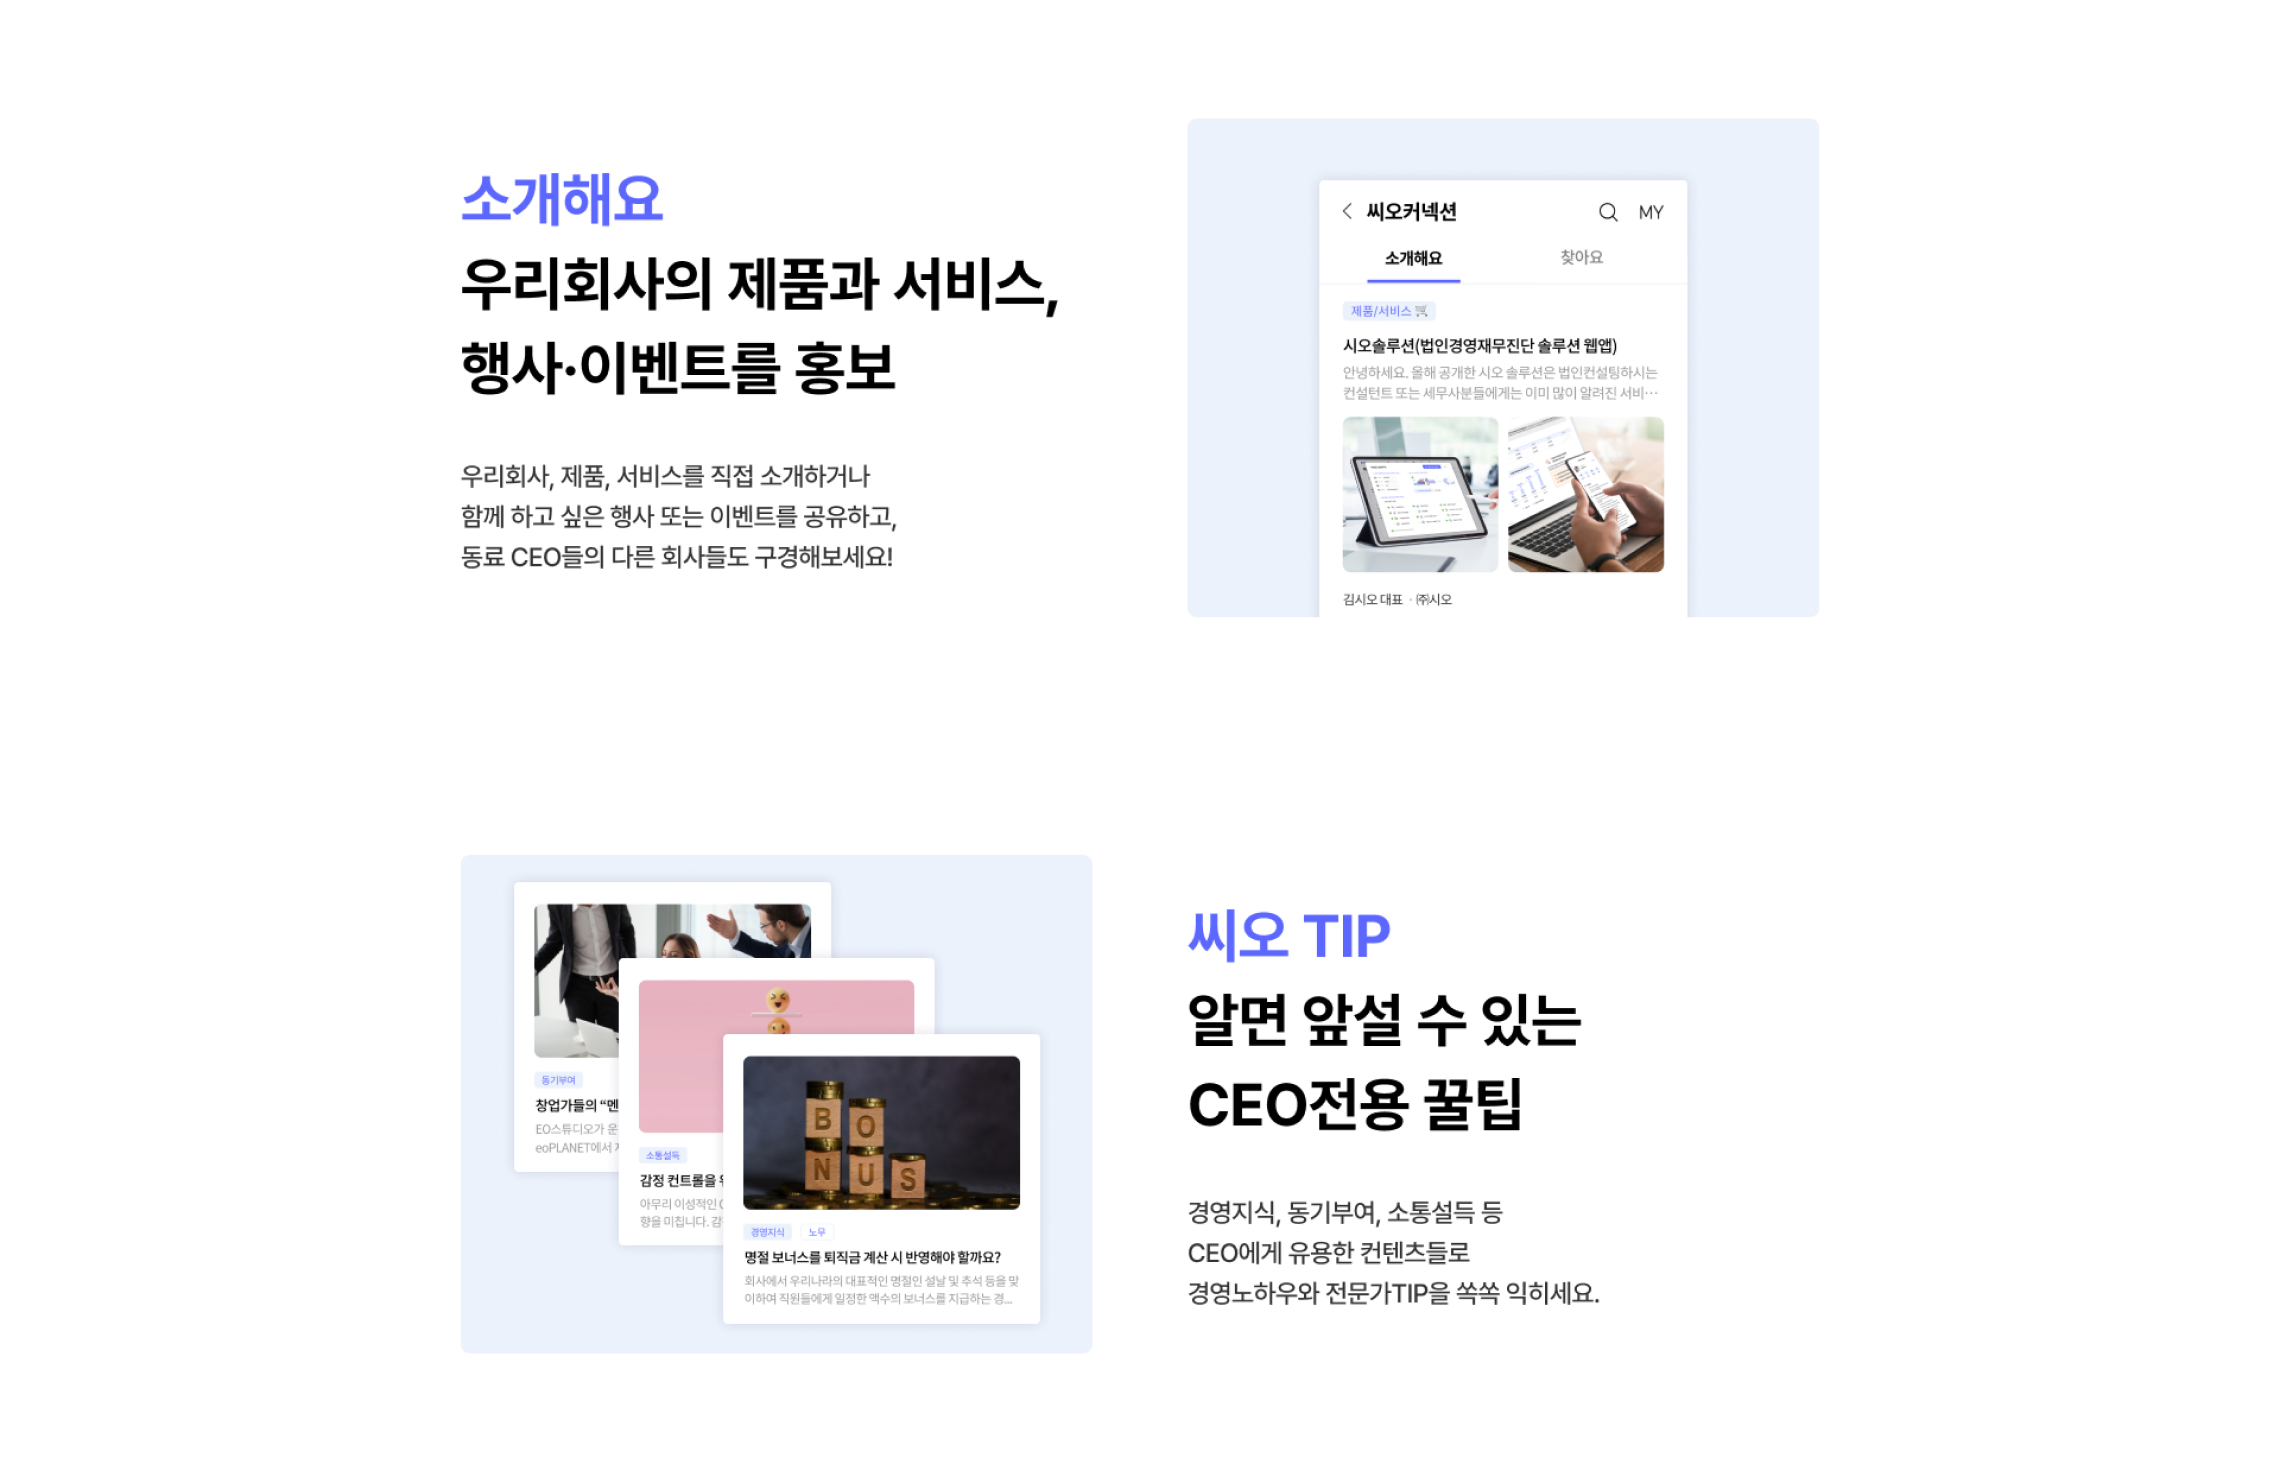 소개해요
우리회사의 제품과 서비스,
행사·이벤트를 홍보
우리회사, 제품, 서비스를 직접 소개하거나
함께 하고 싶은 행사 또는 이벤트를 공유하고,
동료 CEO들의 다른 회사들도 구경해보세요!
씨오커넥션
MY
소개해요 찾아요
제품/서비스
시오솔루션(법인경영재무진단 솔루션 웹앱)
안녕하세요. 올해 공개한 시오 솔루션은 법인컨설팅하시는
컨설턴트 또는 세무사분들에게는 이미 많이 알려진 서비…
김시오 대표 · ㈜시오
동기부여
창업가들의 “멘
EO스튜디오가 운
eoPLANET에서
소통설득
감정 컨트롤을
아무리 이성적인
향을 미칩니다.
BO
NUS
경영지식 노무
명절 보너스를 퇴직금 계산 시 반영해야 할까요?
회사에서 우리나라의 대표적인 명절인 설날 및 추석 등을 맞
이하여 직원들에게 일정한 액수의 보너스를 지급하는 경...
씨오 TIP
알면 앞설 수 있는
CEO전용 꿀팁
경영지식, 동기부여, 소통설득 등
CEO에게 유용한 컨텐츠들로
경영노하우와 전문가TIP을 쏙쏙 익히세요.